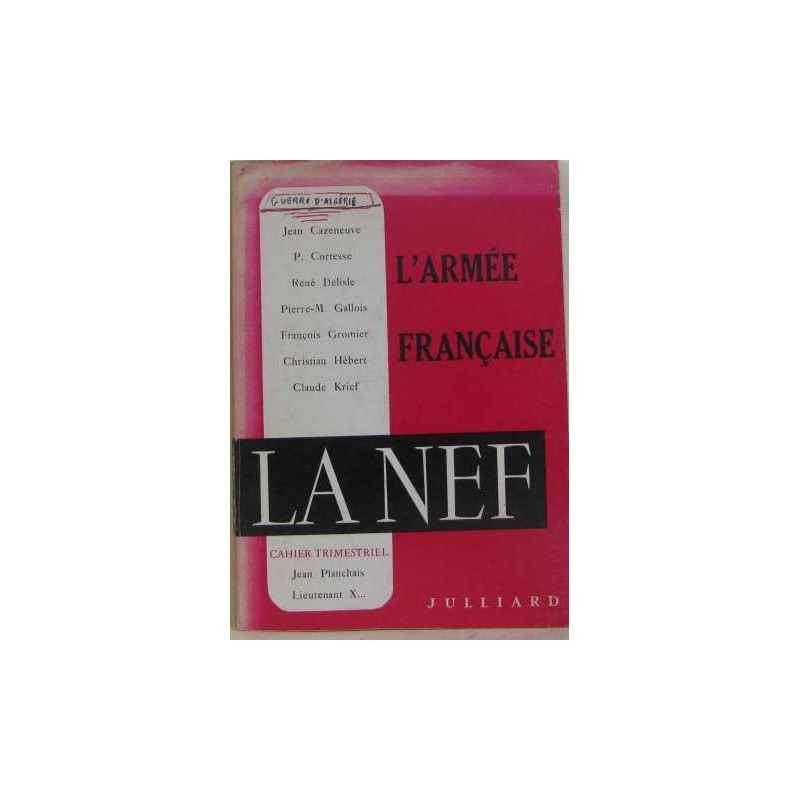 GUERRE D'ALGÉRIE
Jean Cazeneuve
P. Cortesse
René Delisle
Pierre-M. Gallois
François Gromier
Christian Hébert
Claude Krief
L'ARMÉE
FRANÇAISE
LA NEF
CAHIER TRIMESTRIEL
Jean Planchais
Lieutenant X...
JULLIARD